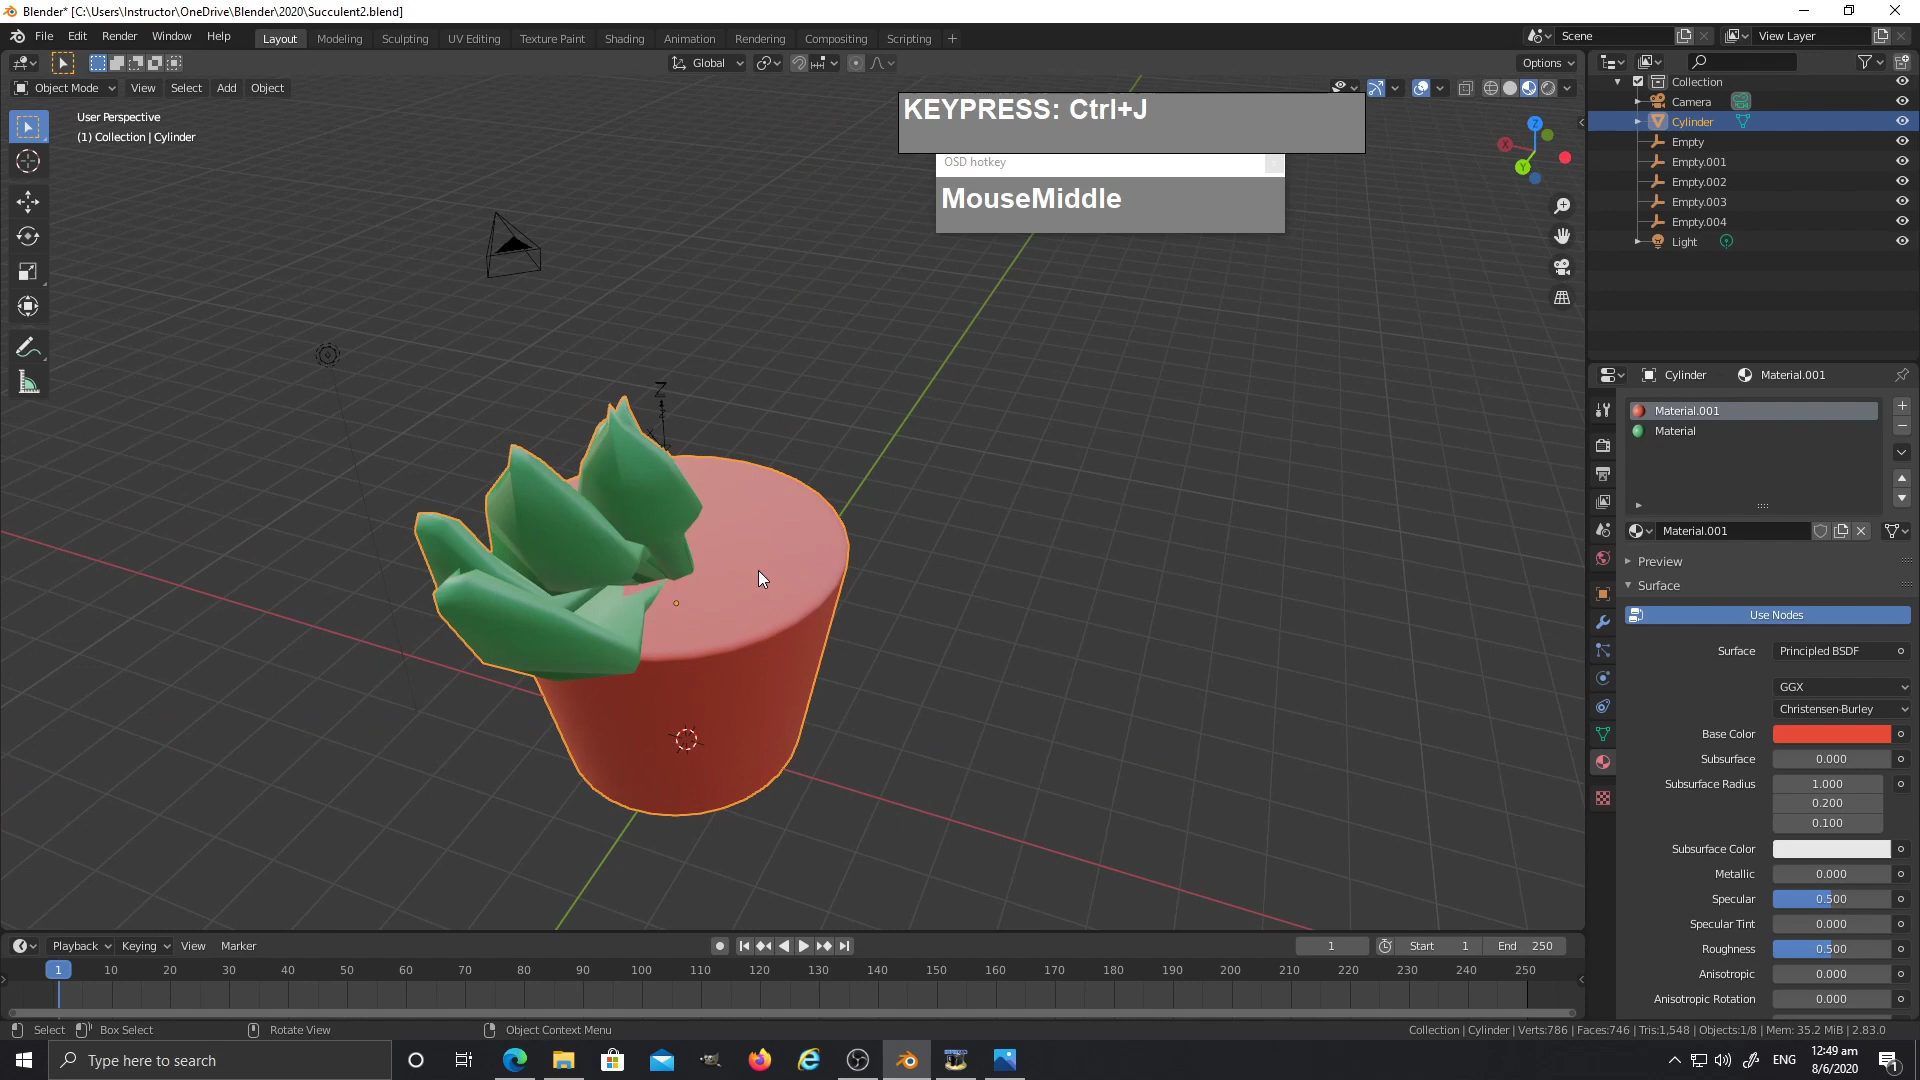 Blender* [C:\Users\Instructor\OneDrive\Blender\2020\Succulent2.blend]
File Edit Render Window Help Layout Modeling Sculpting UV Editing Texture Paint Shading Animation Rendering Compositing Scripting + Scene View Layer
Global Options
Object Mode View Select Add Object
User Perspective
(1) Collection | Cylinder
KEYPRESS: Ctrl+J
OSD hotkey
MouseMiddle
Z
X
Y
Z
Collection
Camera
Cylinder
Empty
Empty.001
Empty.002
Empty.003
Empty.004
Light
Cylinder Material.001
Material.001
Material
Material.001
Preview
Surface
Use Nodes
Surface Principled BSDF
GGX
Christensen-Burley
Base Color
Subsurface 0.000
Subsurface Radius 1.000
0.200
0.100
Subsurface Color
Metallic 0.000
Specular 0.500
Specular Tint 0.000
Roughness 0.500
Anisotropic 0.000
Anisotropic Rotation 0.000
Playback Keying View Marker 1 Start 1 End 250
1 10 20 30 40 50 60 70 80 90 100 110 120 130 140 150 160 170 180 190 200 210 220 230 240 250
Select Box Select Rotate View Object Context Menu Collection | Cylinder | Verts:786 | Faces:746 | Tris:1,548 | Objects:1/8 | Mem: 35.2 MiB | 2.83.0
Type here to search ENG 12:49 am
8/6/2020 1